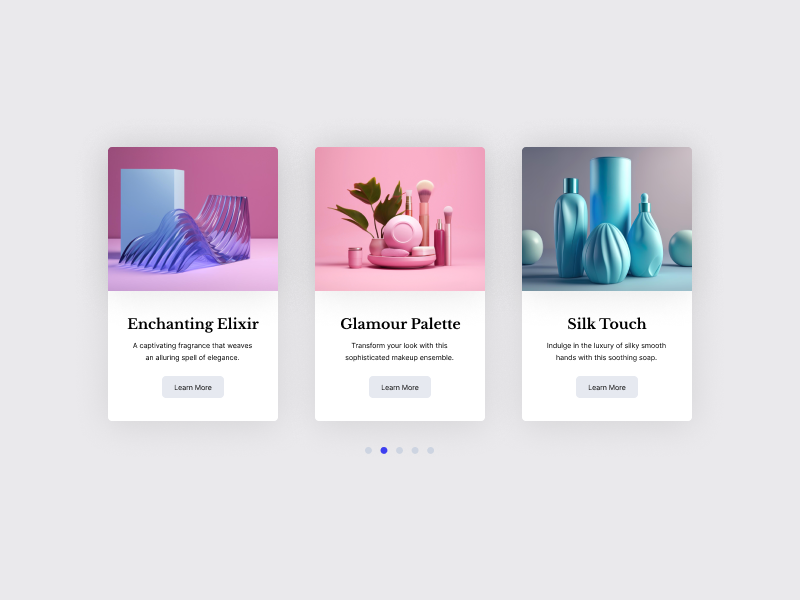 Enchanting Elixir
A captivating fragrance that weaves
an alluring spell of elegance.
Learn More
Glamour Palette
Transform your look with this
sophisticated makeup ensemble.
Learn More
Silk Touch
Indulge in the luxury of silky smooth
hands with this soothing soap.
Learn More